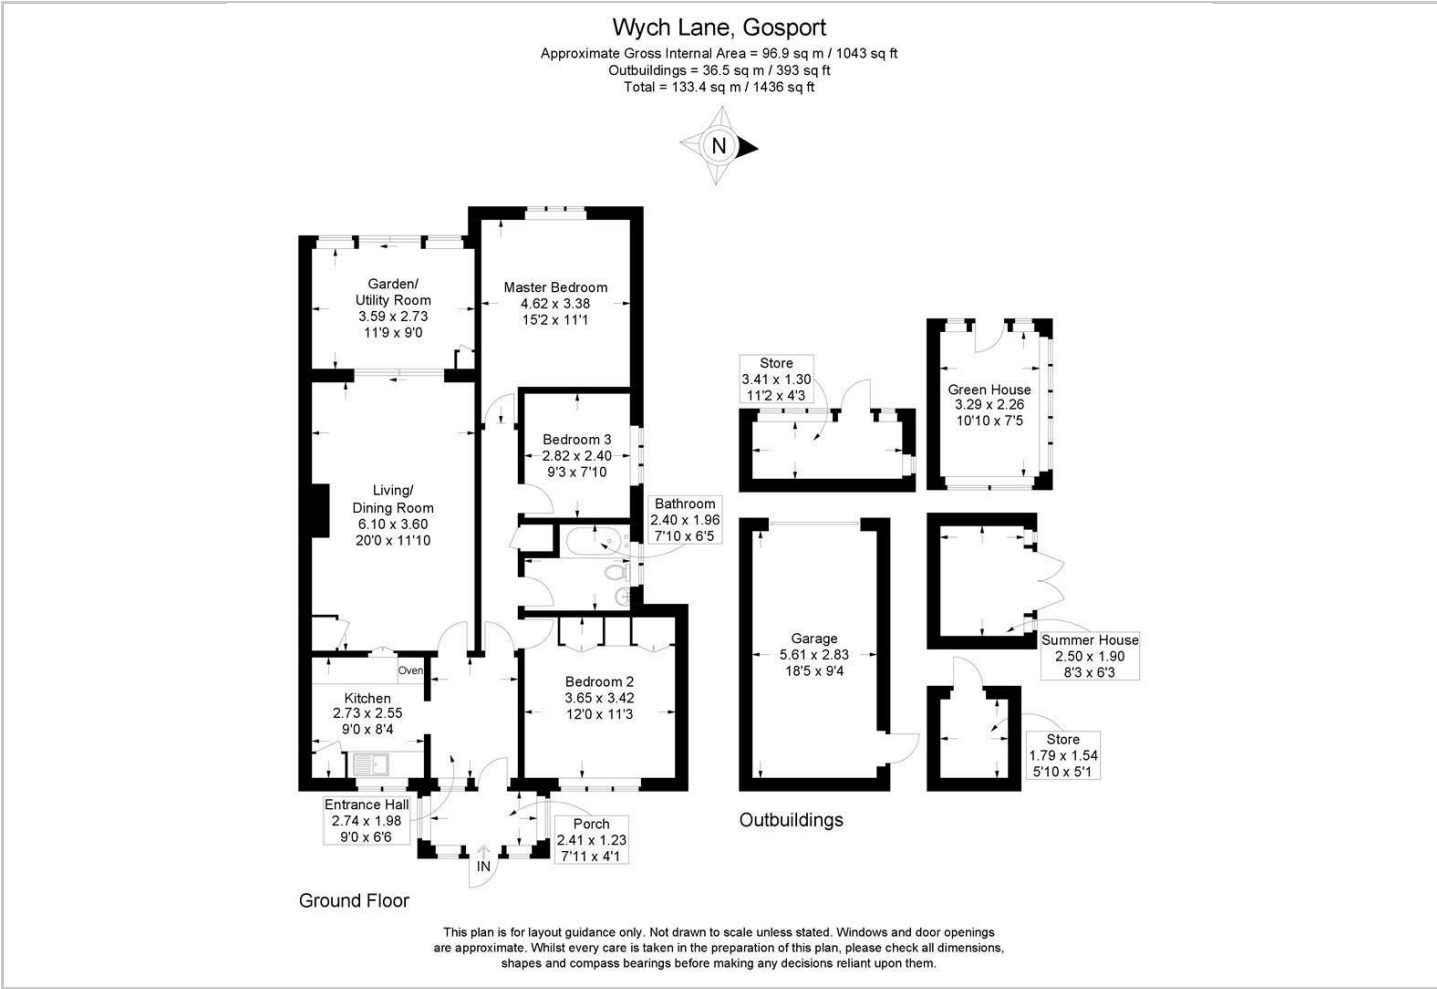 Wych Lane, Gosport
Approximate Gross Internal Area = 96.9 sq m / 1043 sq ft
Outbuildings = 36.5 sq m / 393 sq ft
Total = 133.4 sq m / 1436 sq ft
N
Garden/
Utility Room
3.59 x 2.73
11'9 x 9'0
Master Bedroom
4.62 x 3.38
15'2 x 11'1
Living/
Dining Room
6.10 x 3.60
20'0 x 11'10
Bedroom 3
2.82 x 2.40
9'3 x 7'10
Bathroom
2.40 x 1.96
7'10 x 6'5
Oven
Kitchen
2.73 x 2.55
9'0 x 8'4
Bedroom 2
3.65 x 3.42
12'0 x 11'3
Entrance Hall
2.74 x 1.98
9'0 x 6'6
Porch
2.41 x 1.23
7'11 x 4'1
IN
Ground Floor
Store
3.41 x 1.30
11'2 x 4'3
Green House
3.29 x 2.26
10'10 x 7'5
Garage
5.61 x 2.83
18'5 x 9'4
Summer House
2.50 x 1.90
8'3 x 6'3
Store
1.79 x 1.54
5'10 x 5'1
Outbuildings
This plan is for layout guidance only. Not drawn to scale unless stated. Windows and door openings
are approximate. Whilst every care is taken in the preparation of this plan, please check all dimensions,
shapes and compass bearings before making any decisions reliant upon them.